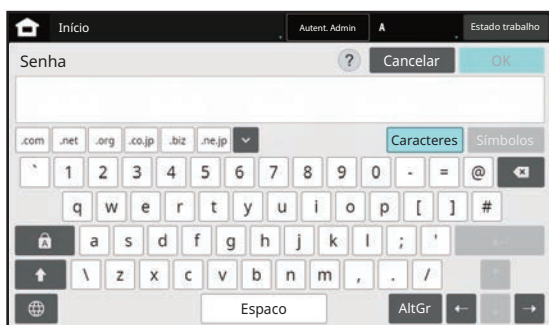 Início Autent. Admin A Estado trabalho
Senha ? Cancelar OK
.com .net .org .co.jp .biz .ne.jp Caracteres Símbolos
` 1 2 3 4 5 6 7 8 9 0 - = @
q w e r t y u i o p [ ] #
a s d f g h j k l ; '
\ z x c v b n m , . /
Espaco AltGr